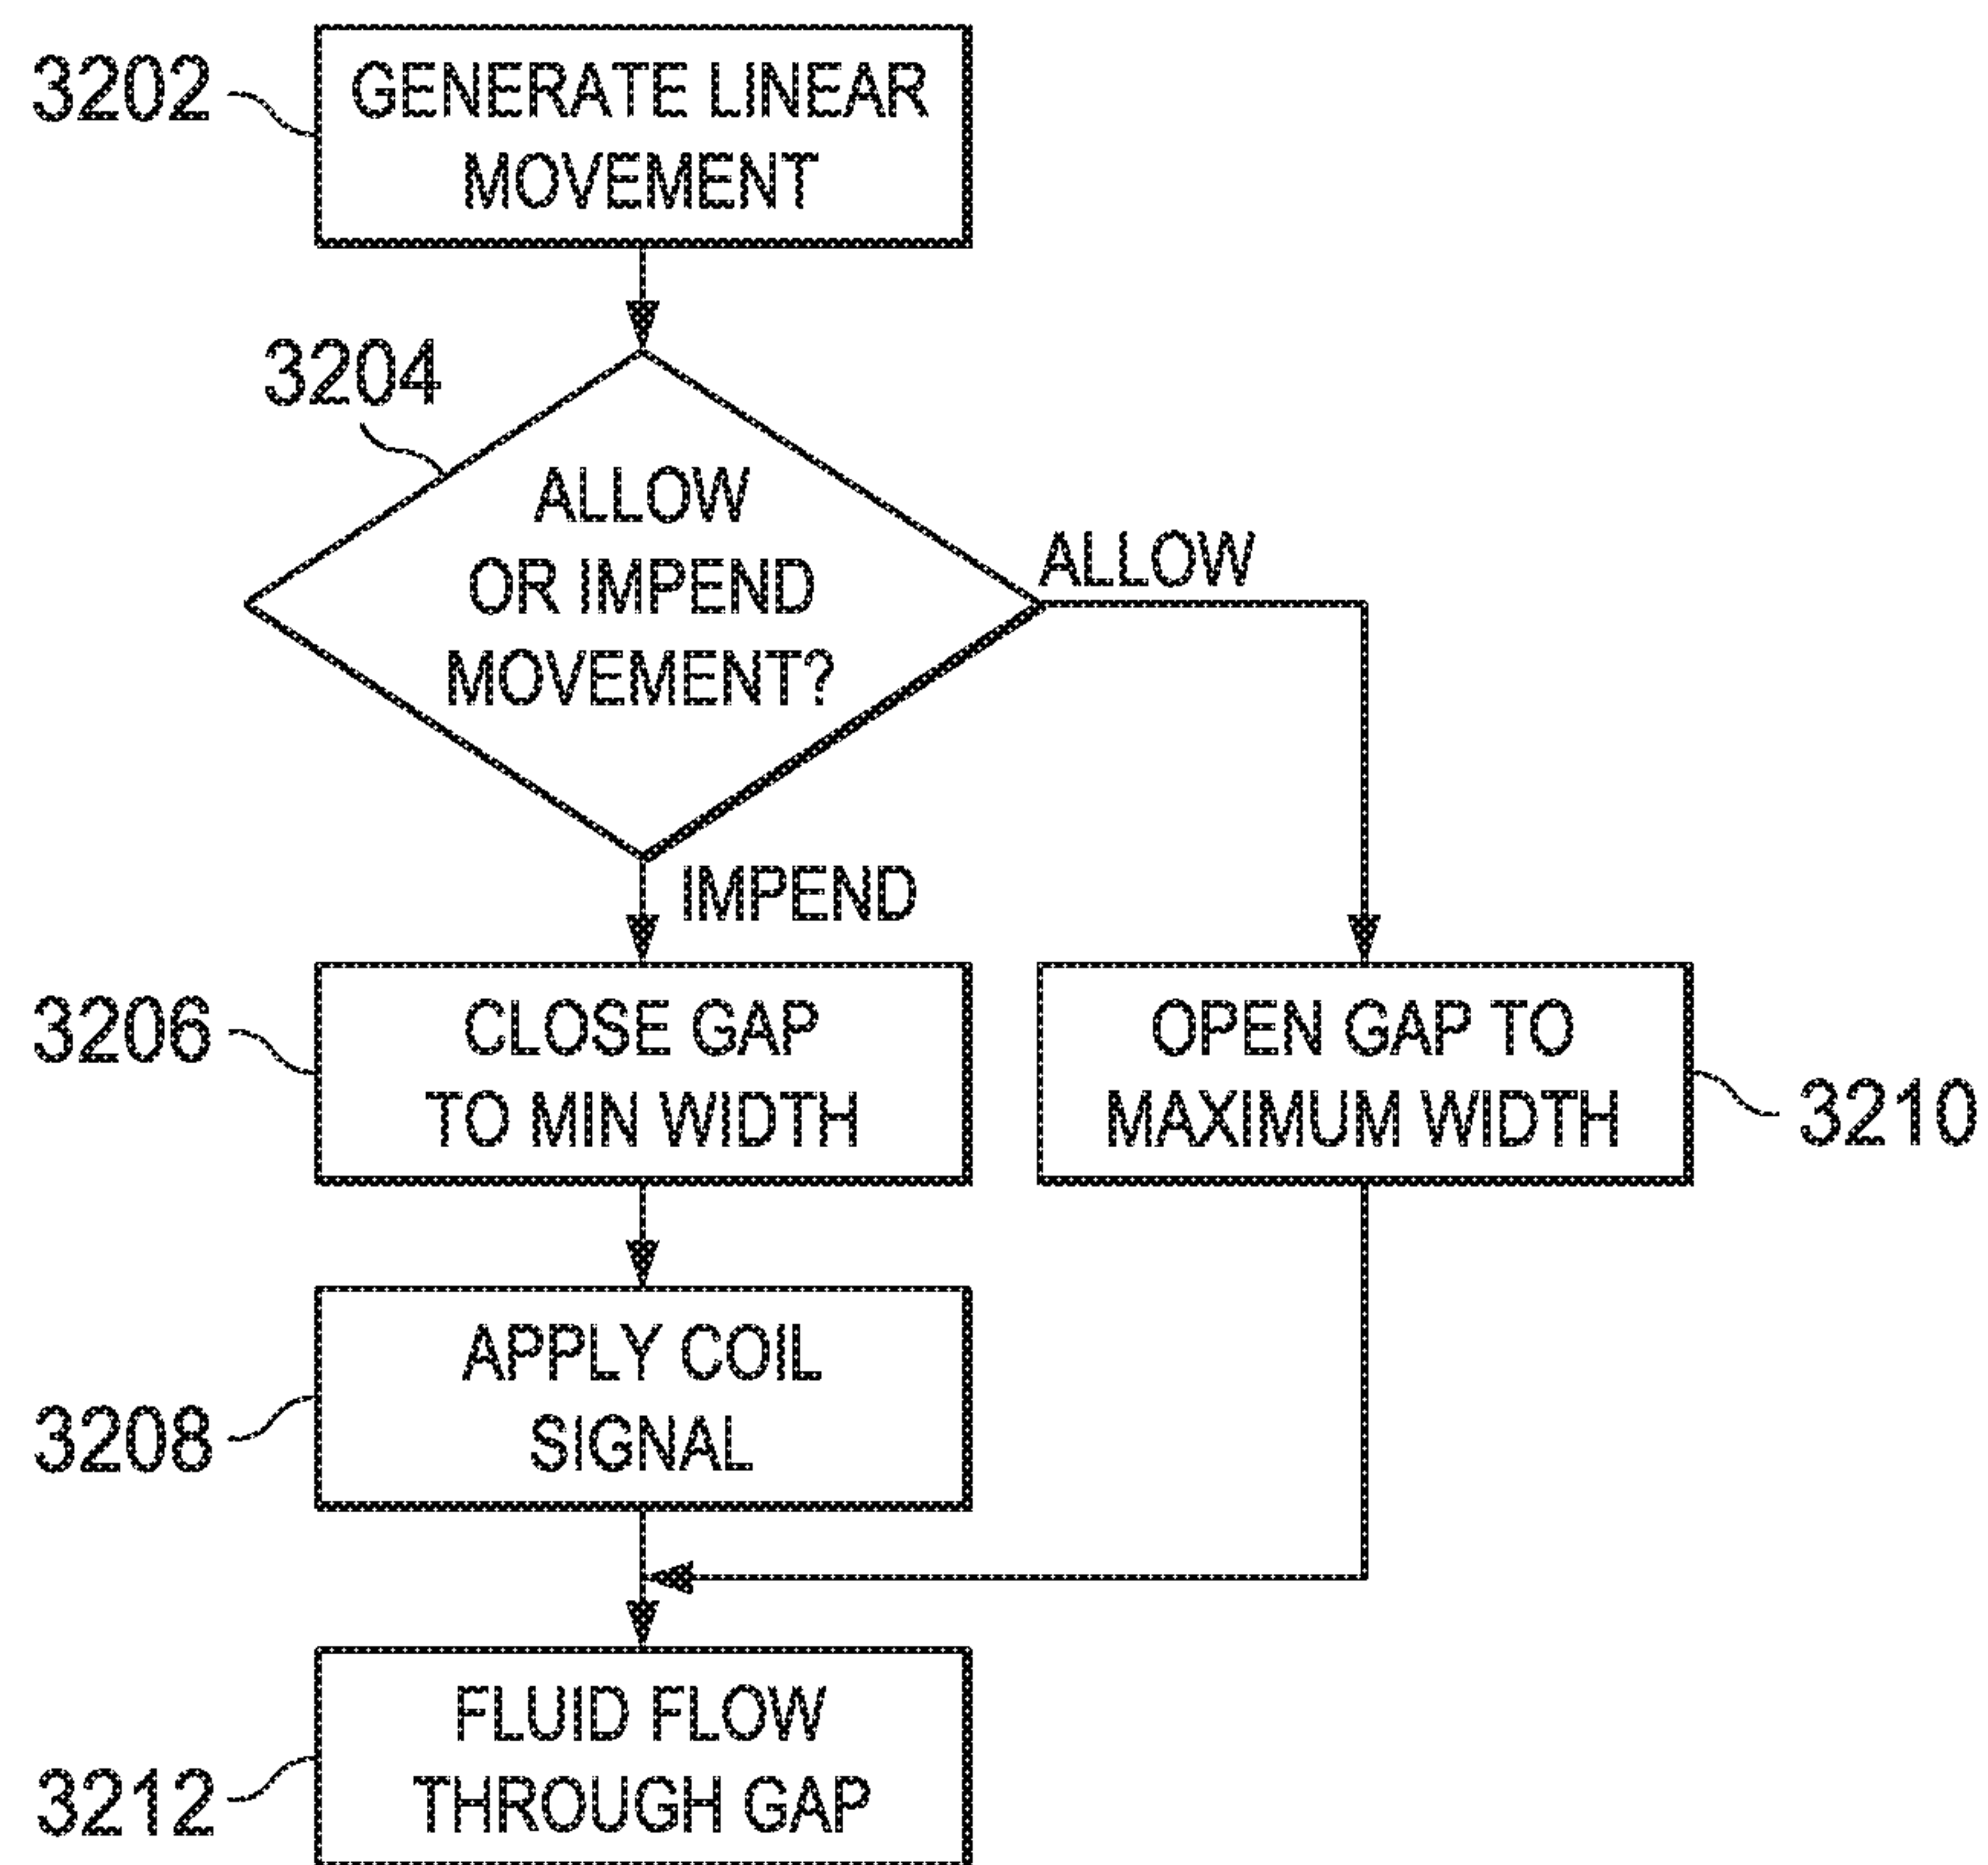 3202
GENERATE LINEAR
MOVEMENT
3204
ALLOW
OR IMPEND
MOVEMENT?
ALLOW
IMPEND
3206
CLOSE GAP
TO MIN WIDTH
OPEN GAP TO
MAXIMUM WIDTH
3210
3208
APPLY COIL
SIGNAL
3212
FLUID FLOW
THROUGH GAP